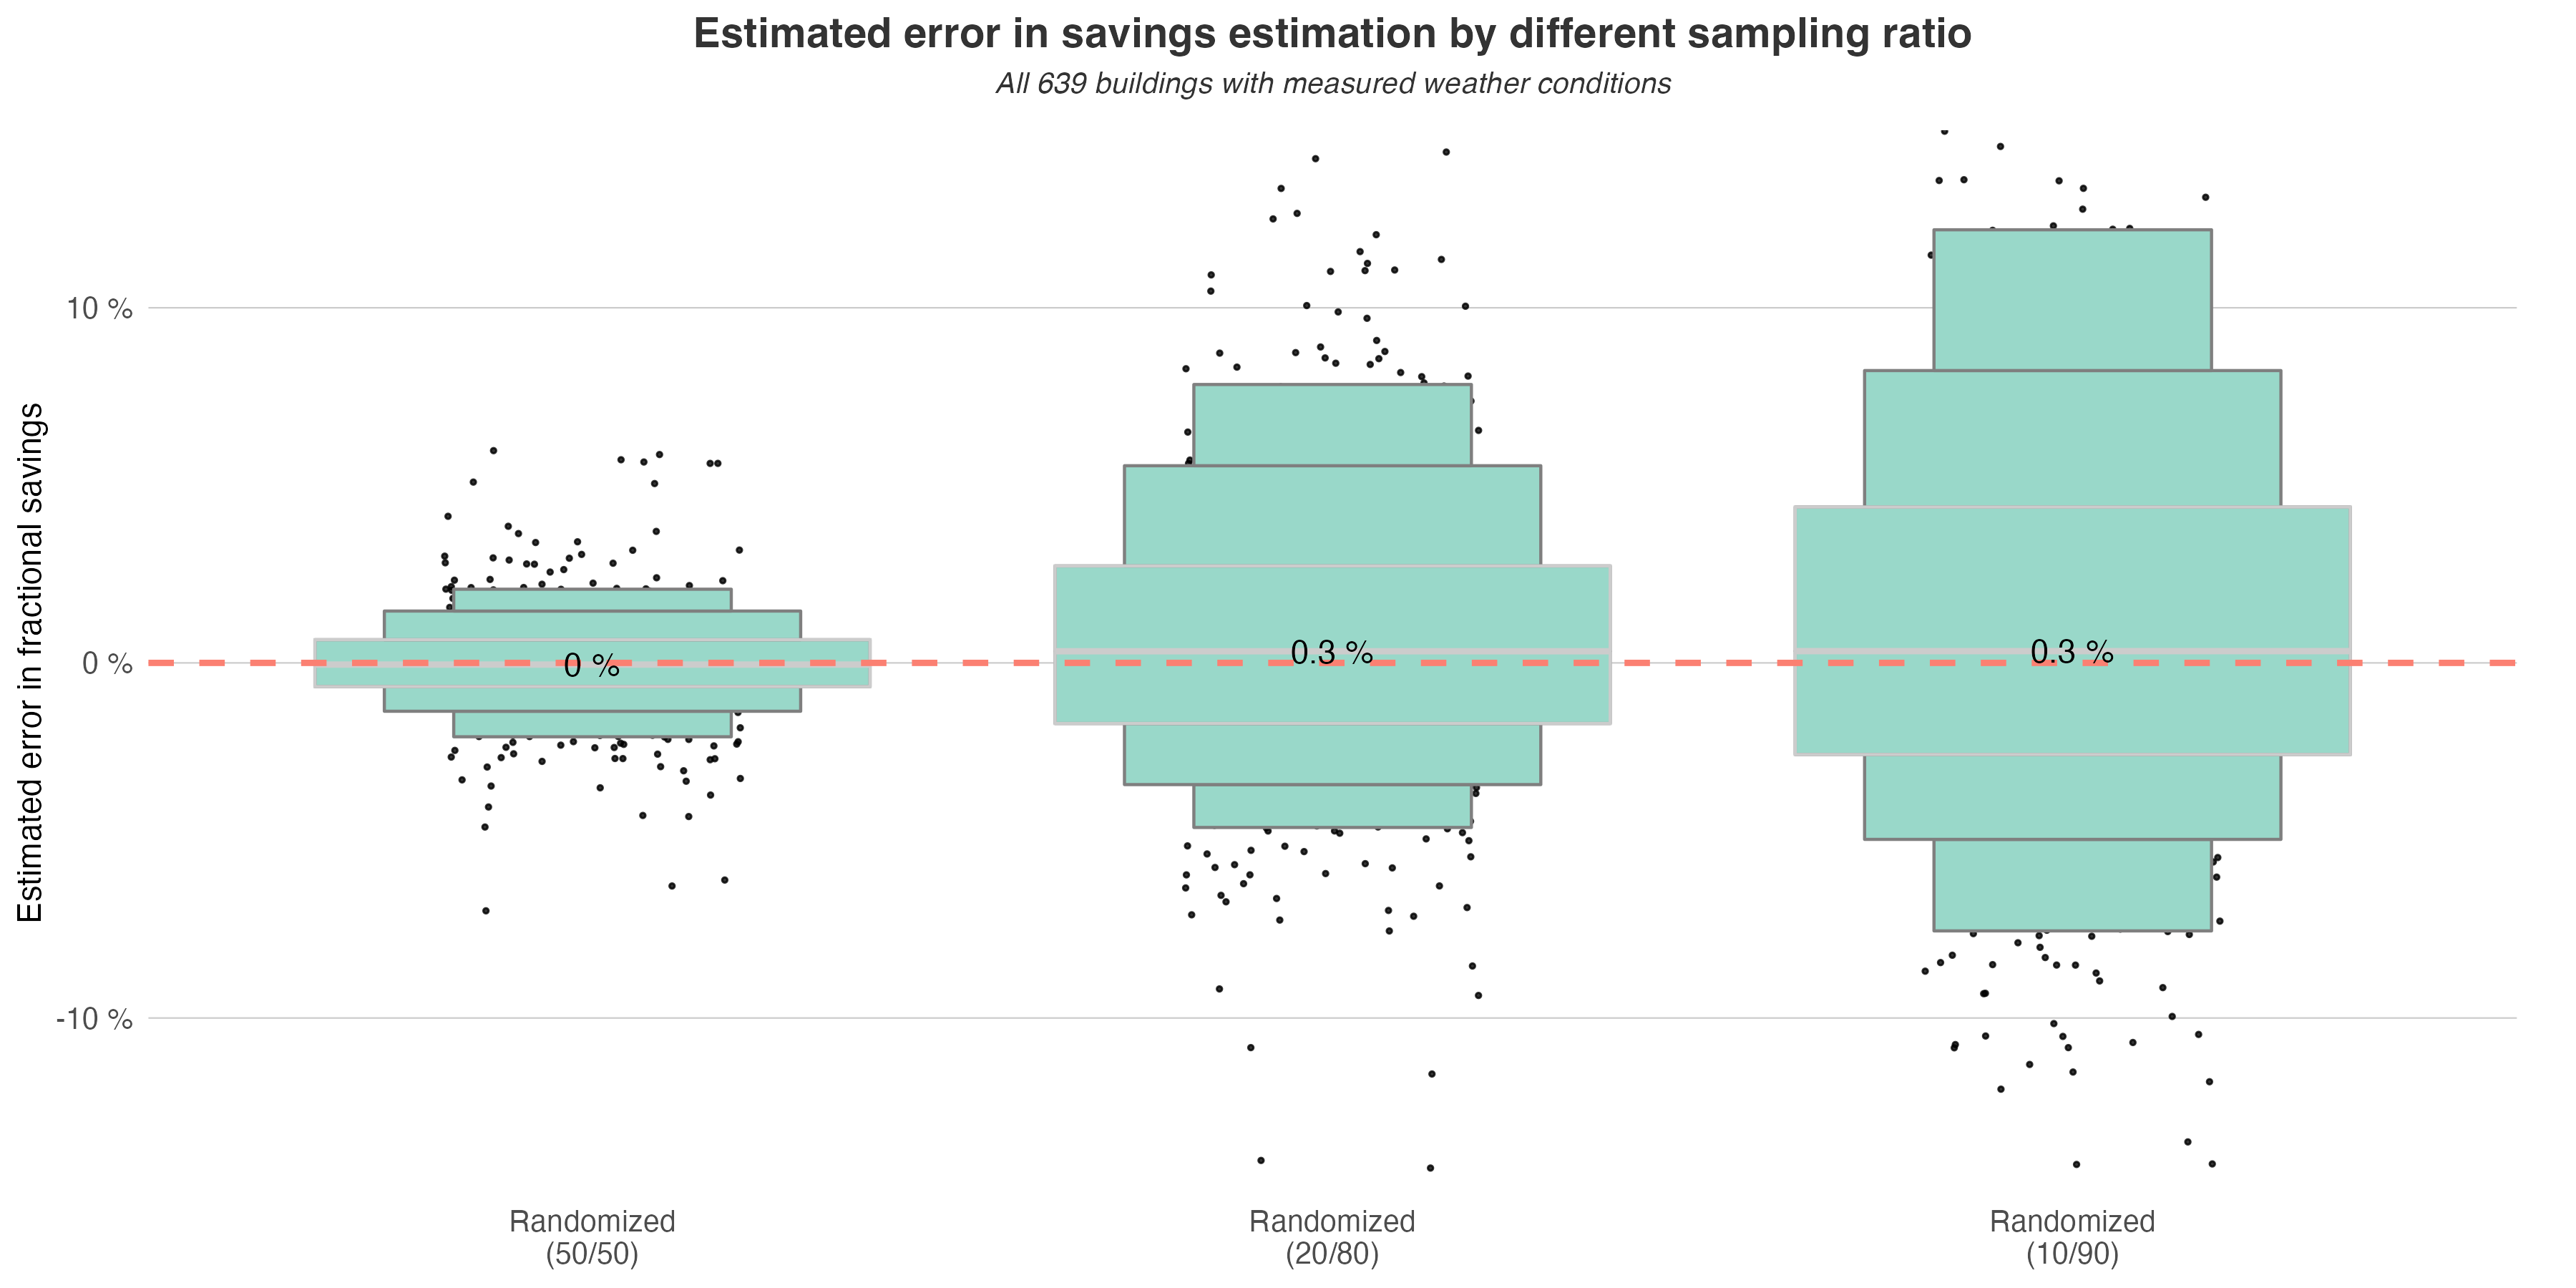 Estimated error in savings estimation by different sampling ratio
All 639 buildings with measured weather conditions
Estimated error in fractional savings
10 %
0 %
-10 %
0 %
0.3 %
0.3 %
Randomized
(50/50)
Randomized
(20/80)
Randomized
(10/90)